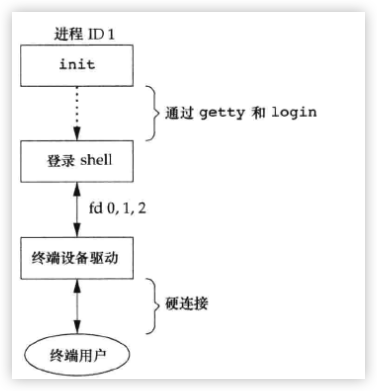 进程 ID 1
init
通过 getty 和 login
登录 shell
fd 0, 1, 2
终端设备驱动
硬连接
终端用户